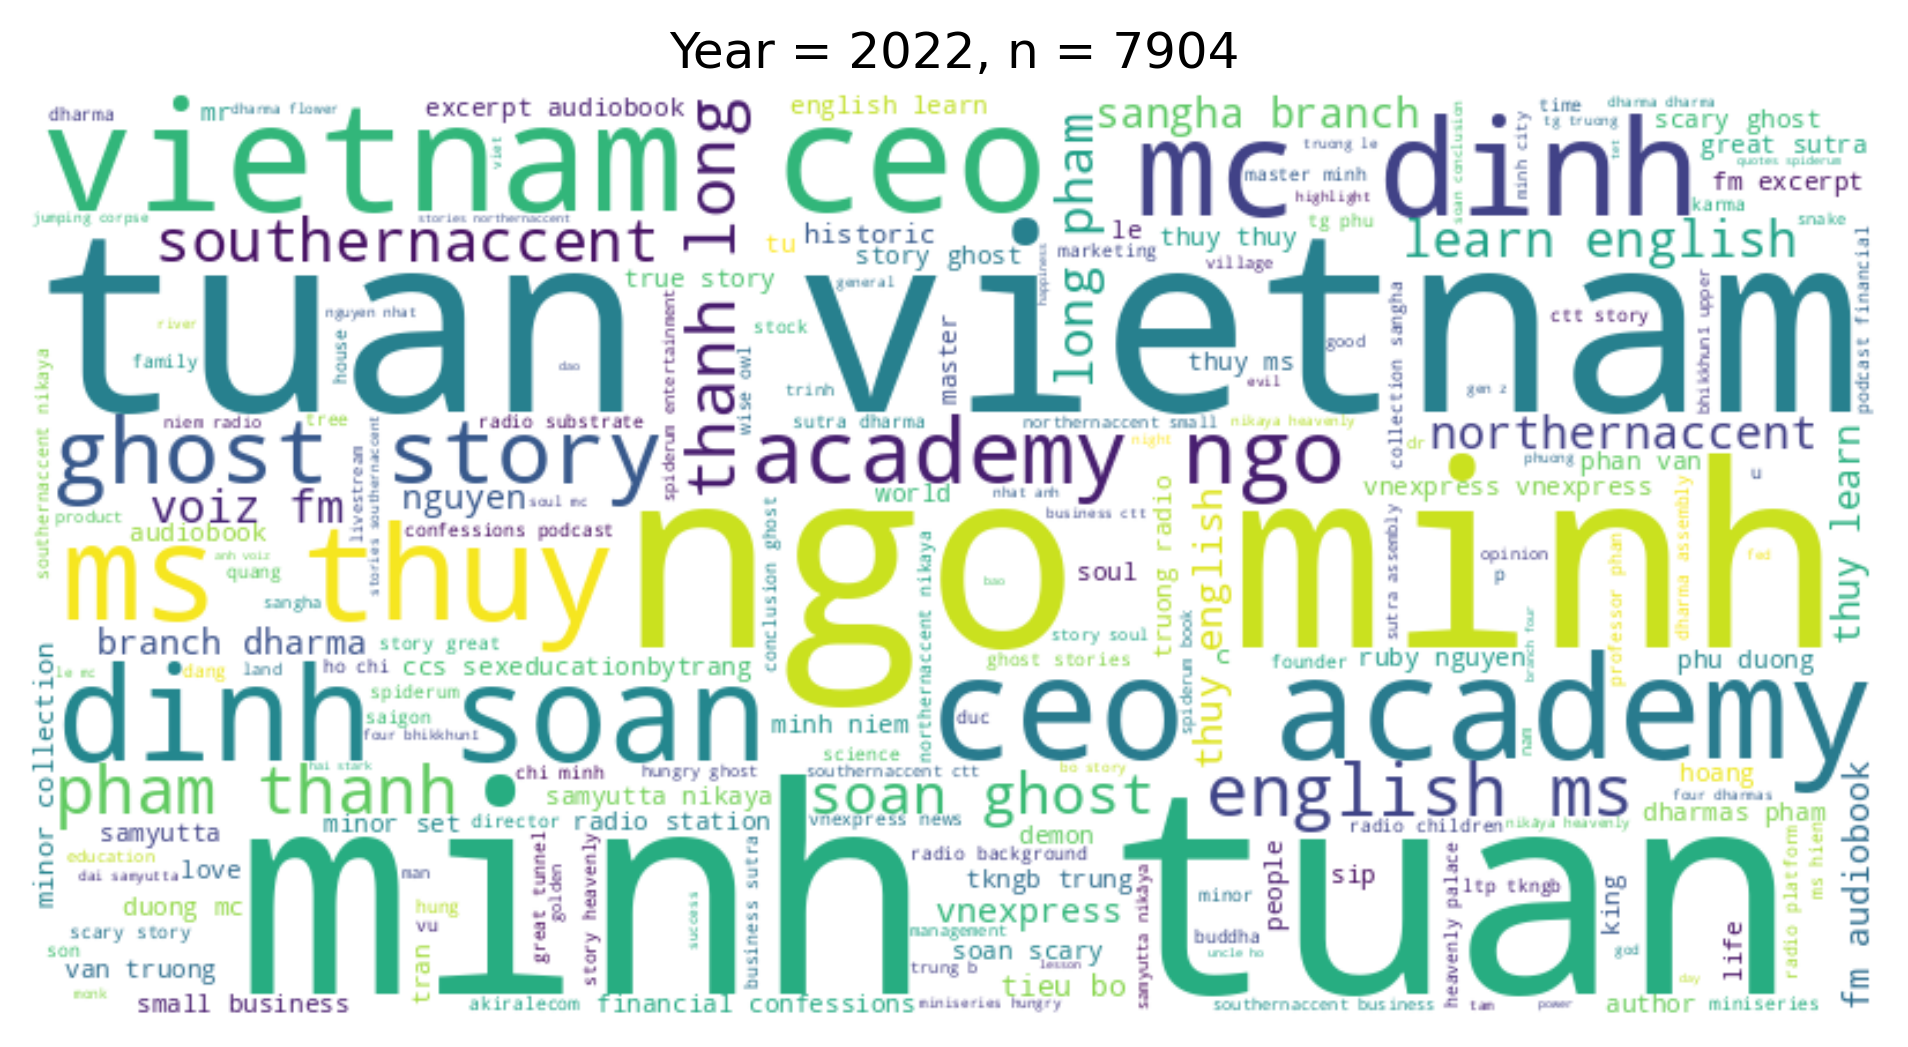 Year = 2022, n = 7904
dharma
mr
dharma flower
excerpt audiobook
english learn
sangha branch
time
dharma dharma
tg truong
scary ghost
vietnam
viet
thanh long
ceo
long pham
mc dinh
truong le
master minh
highlight
soan conclusion
minh city
tet
great sutra
quotes spiderum
fm excerpt
karma
snake
jumping corpse
stories northernaccent
southernaccent
tu
historic
story ghost
le
marketing
thuy thuy
tg phu
village
learn english
tuan
true story
general
happiness
vietnam
nguyen nhat
river
family
house
dao
spiderum entertainment
stock
wise owl
trinh
master
thuy ms
evil
good
ctt story
gen z
collection sangha
bhikkhuni upper
podcast financial
southernaccent nikaya
niem radio
tree
radio substrate
sutra dharma
northernaccent small
nikaya heavenly
ghost story
academy ngo
night
dr
northernaccent
phuong
phan van
u
voiz fm
livestream
stories southernaccent
nguyen
soul mc
world
nhat anh
vnexpress vnexpress
thuy learn
product
audiobook
confessions podcast
business ctt
anh voiz
quang
ms thuy
ngo minh
conclusion ghost
northernaccent nikaya
bao
soul
truong radio
thuy english
sutra assembly
opinion
p
professor phan
dharma assembly
fed
sangha
branch dharma
story great
story soul
spiderum book
branch four
minor collection
le mc
dang
land
ho chi
ccs sexeducationbytrang
ghost stories
c
founder
ruby nguyen
phu duong
dinh soan
spiderum
saigon
four bhikkhuni
minh niem
duc
ceo academy
nam
science
hai stark
chi minh
hungry ghost
southernaccent ctt
bo story
hoang
four dharmas
pham thanh
samyutta nikaya
soan ghost
english ms
dharmas pham
samyutta
minor set
director
radio station
vnexpress news
demon
radio children
nikāya heavenly
fm audiobook
education
dai samyutta
love
minh tuan
man
great tunnel
golden
story heavenly
success
business sutra
radio background
tkngb trung
samyutta nikāya
minor
people
sip
heavenly palace
ltp tkngb
king
radio platform
ms hien
duong mc
hung
vu
vnexpress
management
scary story
son
soan scary
buddha
uncle ho
god
life
van truong
tran
trung b
lesson
day
monk
tieu bo
small business
akiralecom
financial confessions
miniseries hungry
southernaccent business
tam
power
author
miniseries